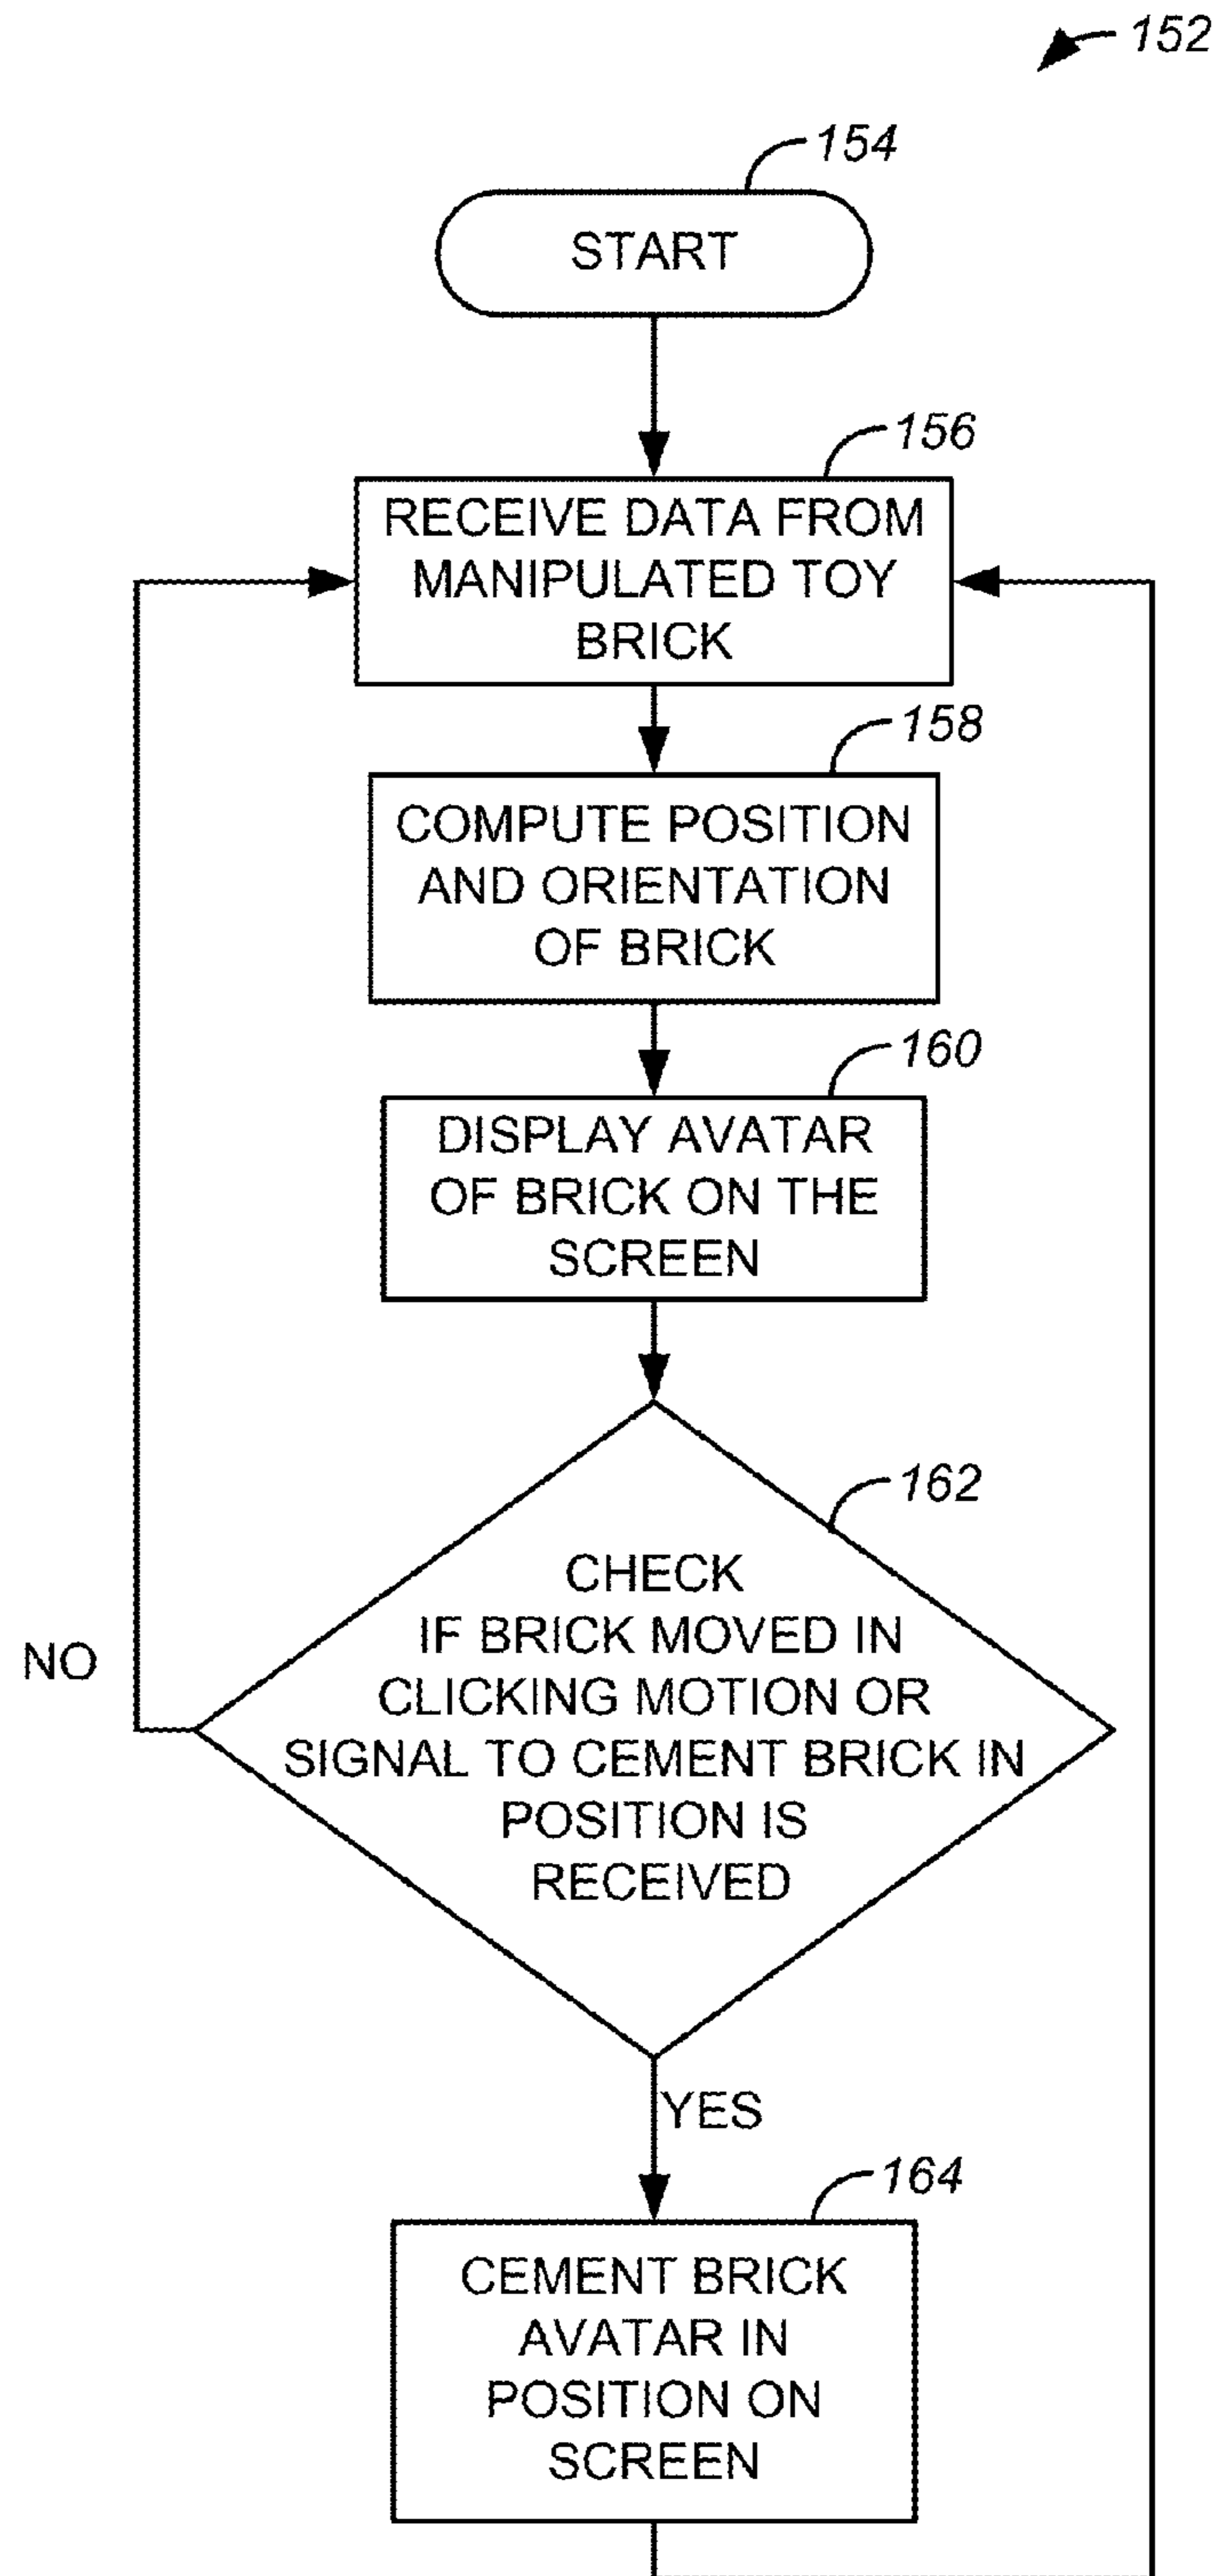 152
154
START
156
RECEIVE DATA FROM
MANIPULATED TOY
BRICK
158
COMPUTE POSITION
AND ORIENTATION
OF BRICK
160
DISPLAY AVATAR
OF BRICK ON THE
SCREEN
162
CHECK
IF BRICK MOVED IN
CLICKING MOTION OR
SIGNAL TO CEMENT BRICK IN
POSITION IS
RECEIVED
NO
YES
164
CEMENT BRICK
AVATAR IN
POSITION ON
SCREEN